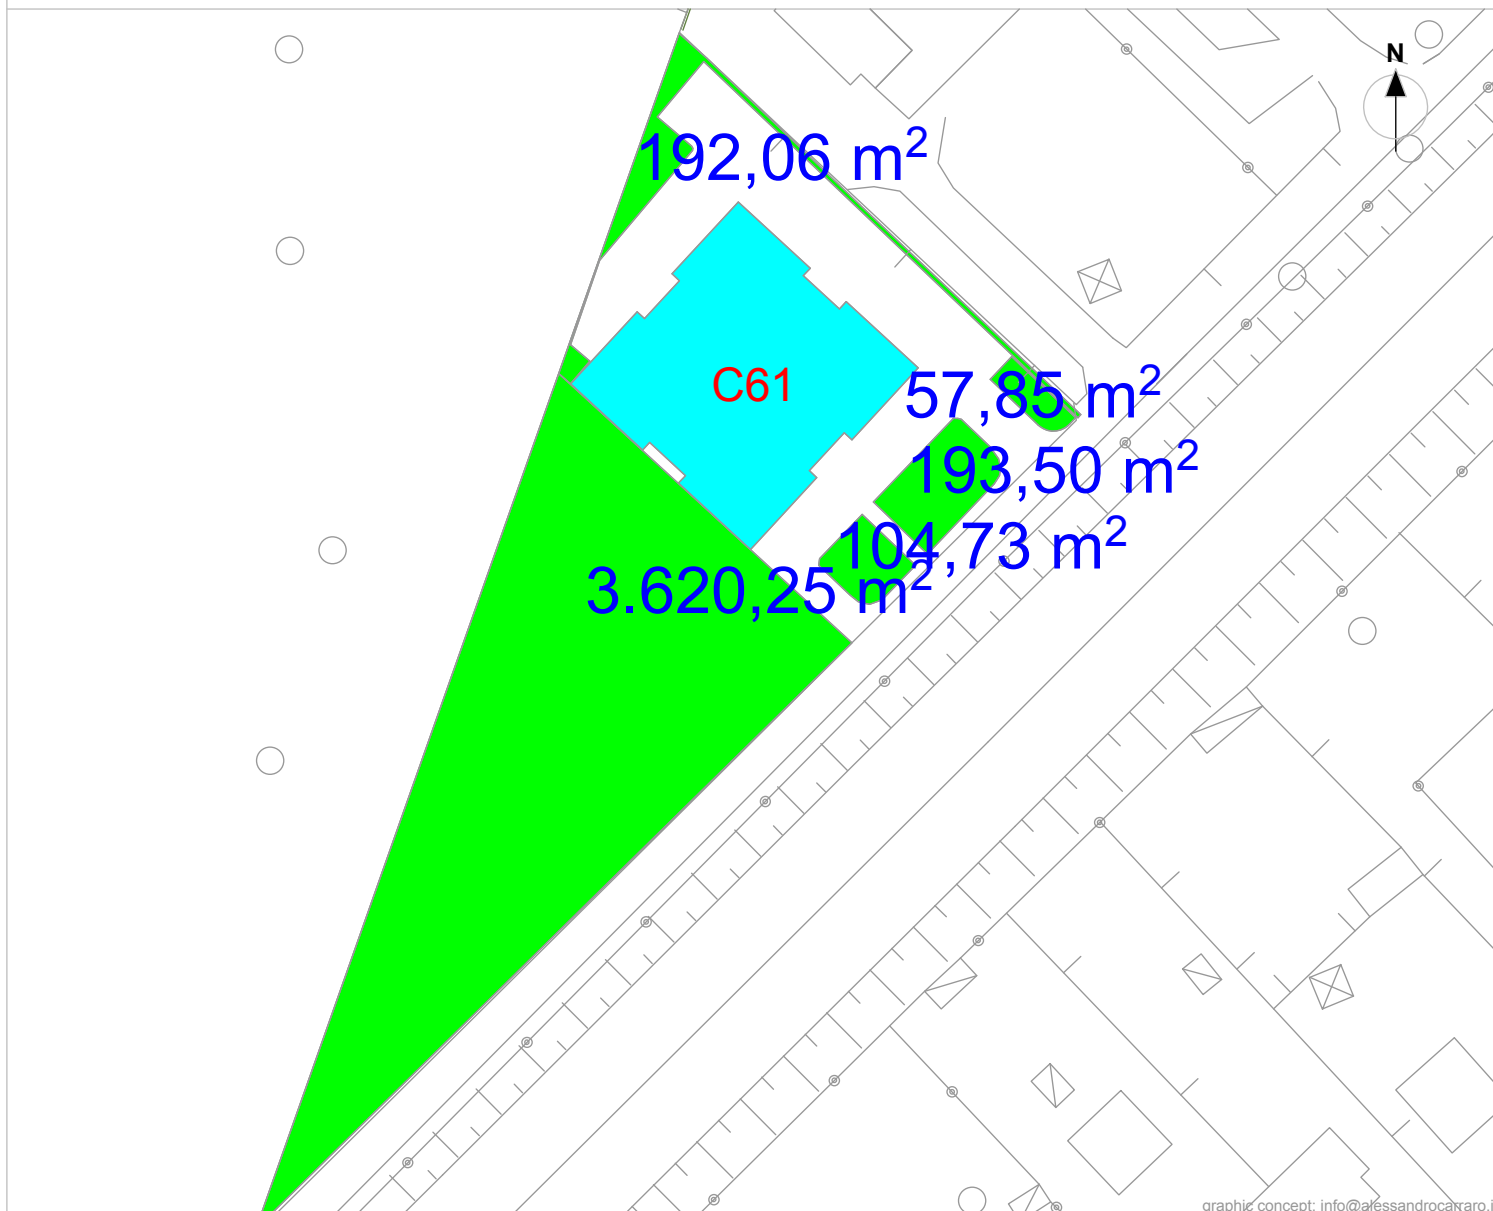 N
192,06 m²
C61
57,85 m²
193,50 m²
104,73 m²
3.620,25 m²
graphic concept: info@alessandrocarraro.i